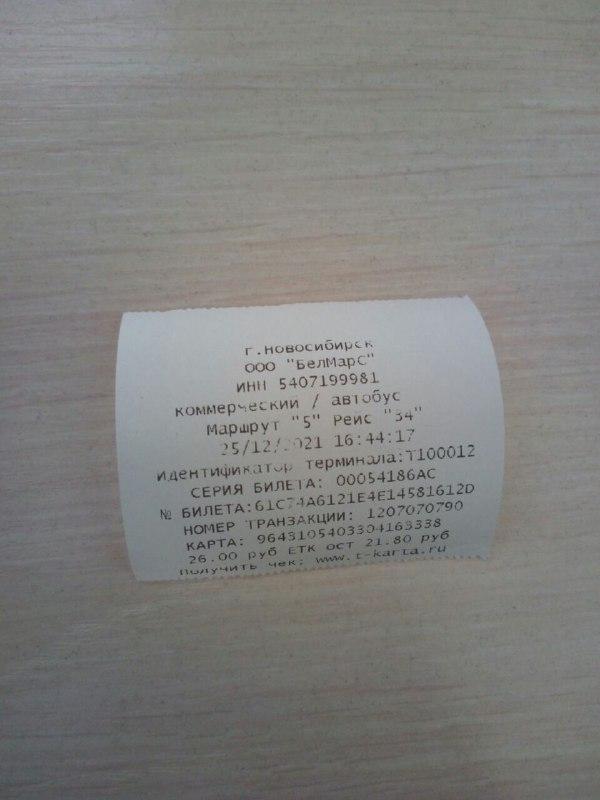 г.Новосибирск
ООО "БелМарС"
ИНН 5407199981
коммерческий / автобус
Маршрут "5" Рейс "34"
25/12/2021 16:44:17
идентификатор терминала:T100012
СЕРИЯ БИЛЕТА: 00054186AC
№ БИЛЕТА:61C74A6121E4E14581612D
НОМЕР ТРАНЗАКЦИИ: 1207070790
КАРТА: 9643105403304163338
26.00 руб ЕТК ост 21.80 руб
Получить чек: www.t-karta.ru